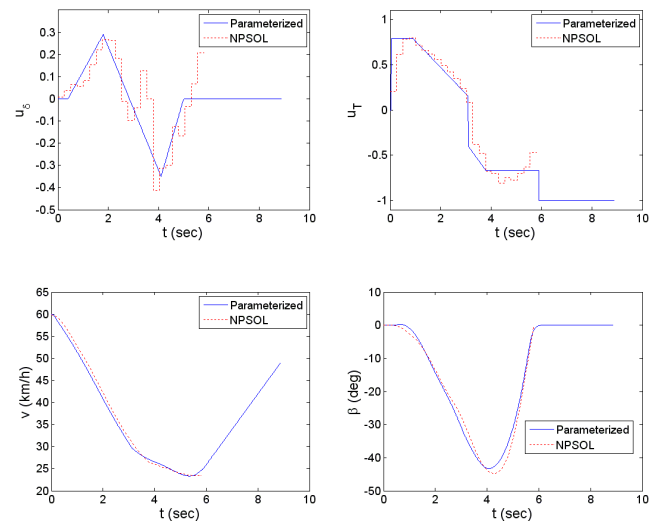 Parameterized
NPSOL
0.3
0.2
0.1
0
-0.1
-0.2
-0.3
-0.4
-0.5
0 2 4 6 8 10
uδ
t (sec)
Parameterized
NPSOL
1
0.5
0
-0.5
-1
0 2 4 6 8 10
uT
t (sec)
Parameterized
NPSOL
65
60
55
50
45
40
35
30
25
20
0 2 4 6 8 10
v (km/h)
t (sec)
10
0
-10
-20
-30
-40
-50
Parameterized
NPSOL
0 2 4 6 8 10
β (deg)
t (sec)